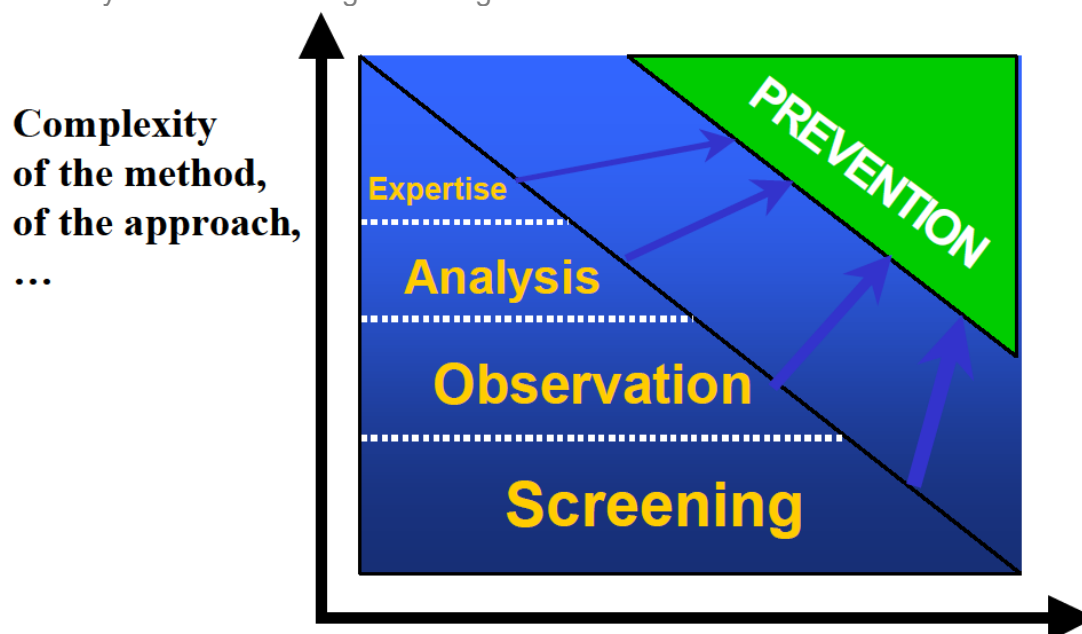 Complexity
of the method,
of the approach,
…
PREVENTION
Expertise
Analysis
Observation
Screening